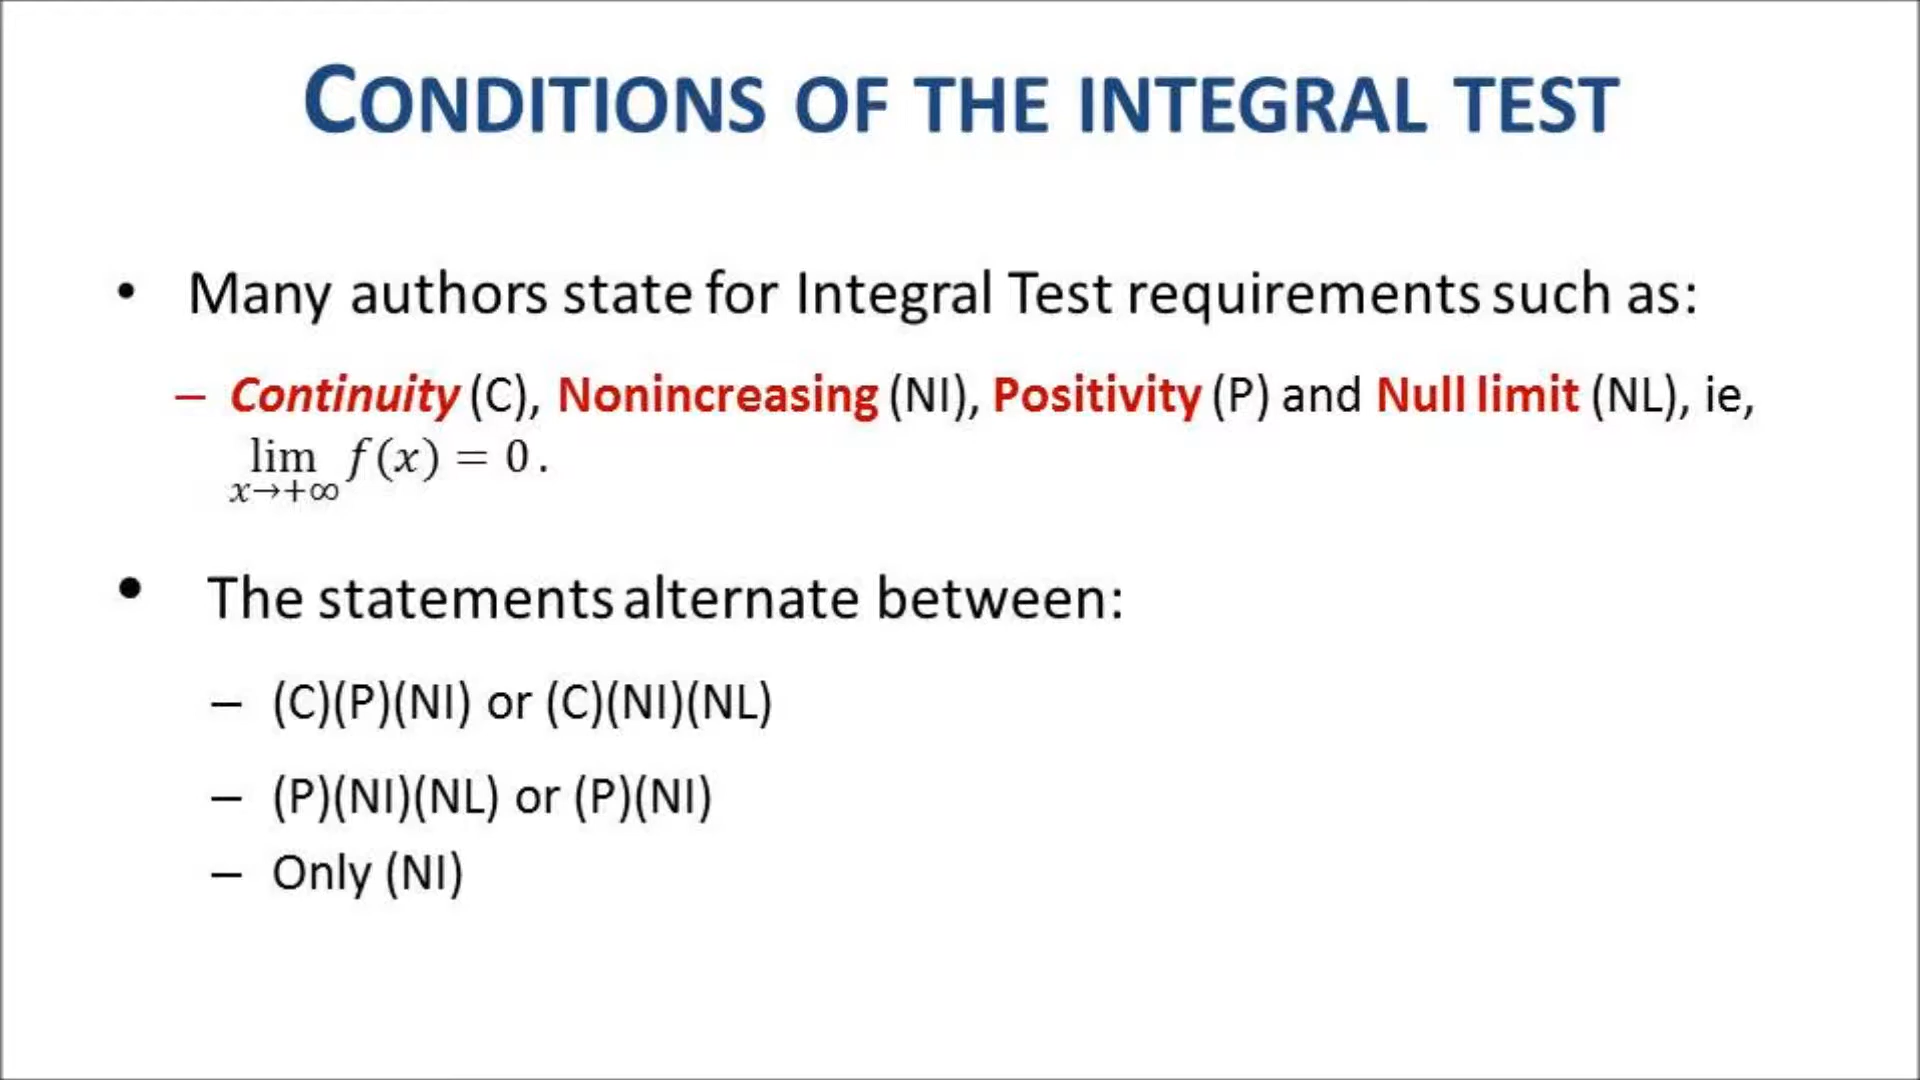 CONDITIONS OF THE INTEGRAL TEST
• Many authors state for Integral Test requirements such as:
– Continuity (C), Nonincreasing (NI), Positivity (P) and Null limit (NL), ie,
lim f(x) = 0.
x→+∞
• The statements alternate between:
– (C)(P)(NI) or (C)(NI)(NL)
– (P)(NI)(NL) or (P)(NI)
– Only (NI)